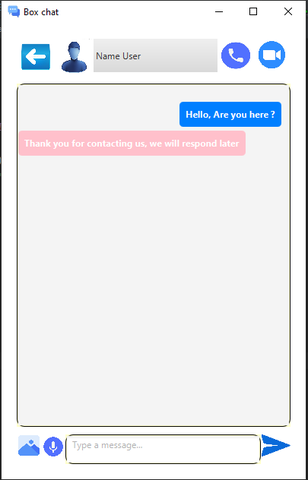 Box chat
Name User
Hello, Are you here ?
Thank you for contacting us, we will respond later
Type a message...